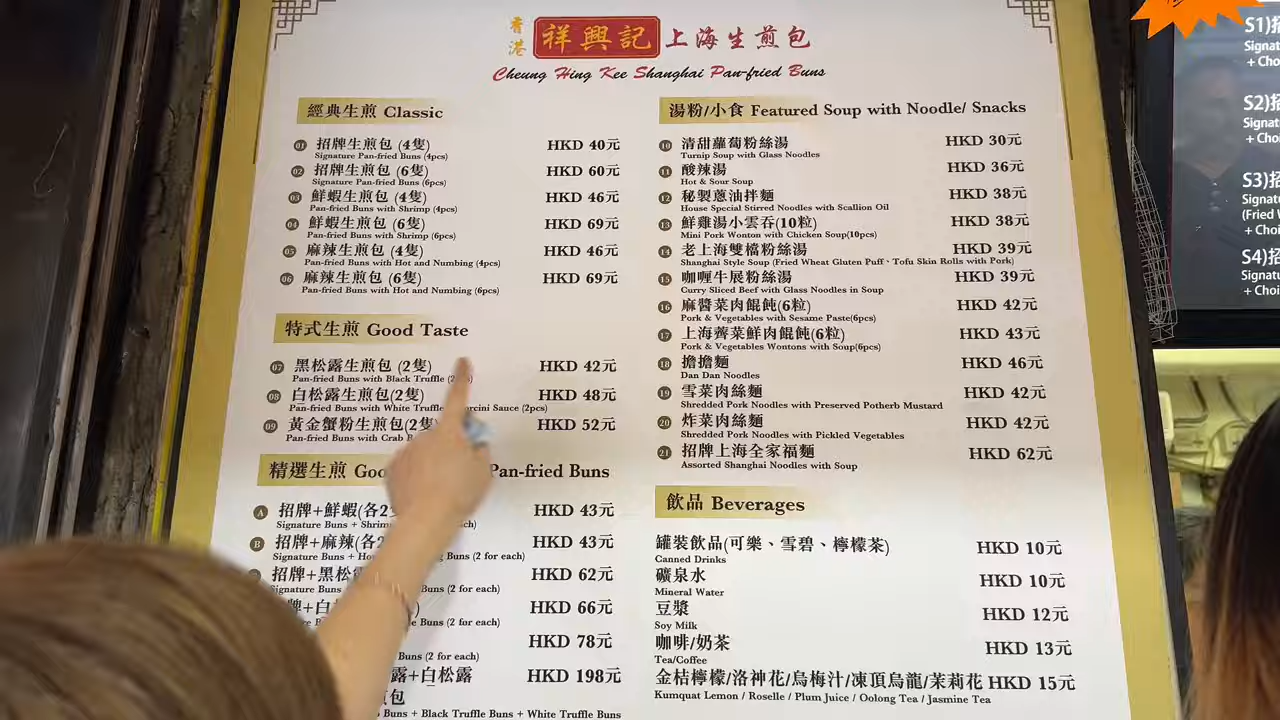 香港 祥興記 上海生煎包
Cheung Hing Kee Shanghai Pan-fried Buns
經典生煎 Classic
01 招牌生煎包 (4隻) HKD 40元
Signature Pan-fried Buns (4pcs)
02 招牌生煎包 (6隻) HKD 60元
Signature Pan-fried Buns (6pcs)
03 鮮蝦生煎包 (4隻) HKD 46元
Pan-fried Buns with Shrimp (4pcs)
04 鮮蝦生煎包 (6隻) HKD 69元
Pan-fried Buns with Shrimp (6pcs)
05 麻辣生煎包 (4隻) HKD 46元
Pan-fried Buns with Hot and Numbing (4pcs)
06 麻辣生煎包 (6隻) HKD 69元
Pan-fried Buns with Hot and Numbing (6pcs)
特式生煎 Good Taste
07 黑松露生煎包(2隻) HKD 42元
Pan-fried Buns with Black Truffle
08 白松露生煎包(2隻) HKD 48元
Pan-fried Buns with White Truffle Sauce (2pcs)
09 黃金蟹粉生煎包(2隻) HKD 52元
Pan-fried Buns with Crab
精選生煎 Pan-fried Buns
A 招牌+鮮蝦(各2 HKD 43元
Signature Buns +
B 招牌+麻辣(各2 HKD 43元
Signature Buns + Buns (2 for each)
招牌+黑松 HKD 62元
Buns (2 for each)
HKD 66元
Buns (2 for each)
HKD 78元
Buns (2 for each)
露+白松露 HKD 198元
Buns + Black Truffle Buns + White Truffle Buns
湯粉/小食 Featured Soup with Noodle/ Snacks
10 清甜蘿蔔粉絲湯 HKD 30元
Turnip Soup with Glass Noodles
11 酸辣湯 HKD 36元
Hot & Sour Soup
12 秘製蔥油拌麵 HKD 38元
House Special Stirred Noodles with Scallion Oil
13 鮮雞湯小雲吞(10粒) HKD 38元
Mini Pork Wonton with Chicken Soup(10pcs)
14 老上海雙檔粉絲湯 HKD 39元
Shanghai Style Soup (Fried Wheat Gluten Puff、Tofu Skin Rolls with Pork)
15 咖喱牛展粉絲湯 HKD 39元
Curry Sliced Beef with Glass Noodles in Soup
16 麻醬菜肉餛飩(6粒) HKD 42元
Pork & Vegetables with Sesame Paste(6pcs)
17 上海薺菜鮮肉餛飩(6粒) HKD 43元
Pork & Vegetables Wontons with Soup(6pcs)
18 擔擔麵 HKD 46元
Dan Dan Noodles
19 雪菜肉絲麵 HKD 42元
Shredded Pork Noodles with Preserved Potherb Mustard
20 炸菜肉絲麵 HKD 42元
Shredded Pork Noodles with Pickled Vegetables
21 招牌上海全家福麵 HKD 62元
Assorted Shanghai Noodles with Soup
飲品 Beverages
罐裝飲品(可樂、雪碧、檸檬茶) HKD 10元
Canned Drinks
礦泉水 HKD 10元
Mineral Water
豆漿 HKD 12元
Soy Milk
咖啡/奶茶 HKD 13元
Tea/Coffee
金桔檸檬/洛神花/烏梅汁/凍頂烏龍/茉莉花 HKD 15元
Kumquat Lemon / Roselle / Plum Juice / Oolong Tea / Jasmine Tea
S1)招
+ Cho
S2)招
+ Choi
S3)招
(Fried
+ Choi
S4)招
+ Choi